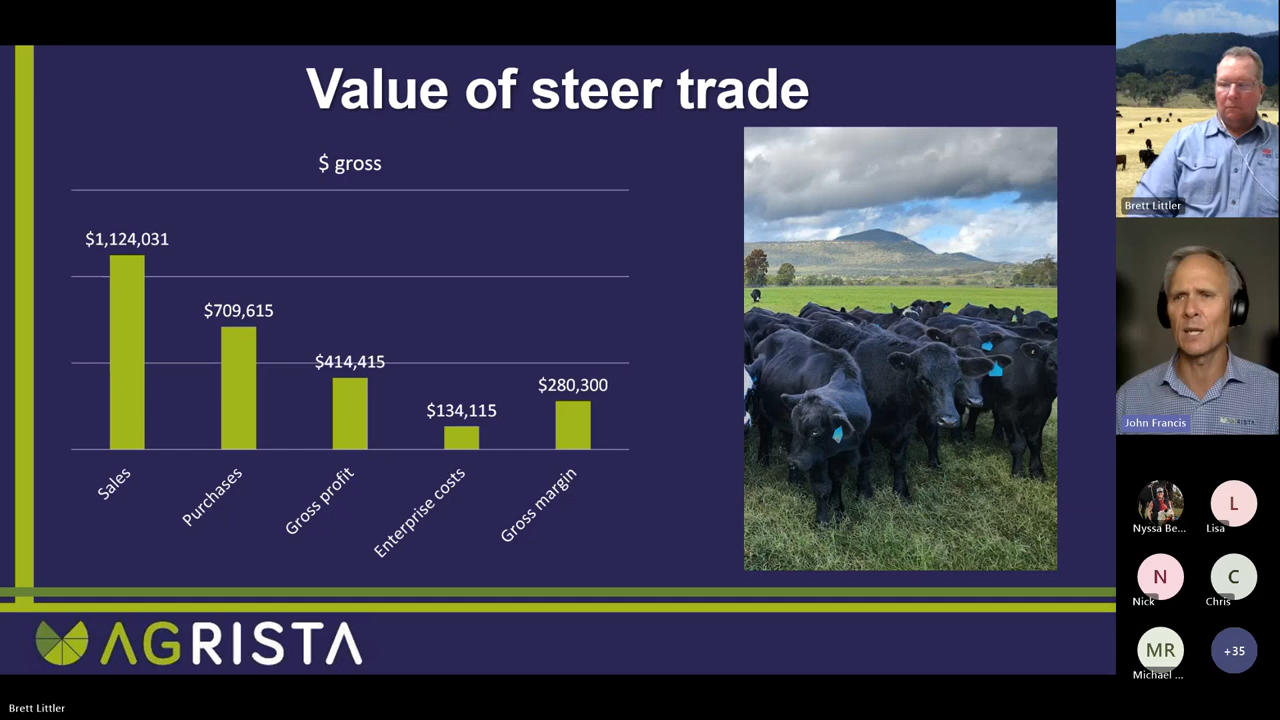 Value of steer trade
$ gross
$1,124,031
$709,615
$414,415
$134,115
$280,300
Sales
Purchases
Gross profit
Enterprise costs
Gross margin
AGRISTA
Brett Littler
John Francis
Nyssa Be...
L
Lisa
N
Nick
C
Chris
MR
Michael ...
+35
Brett Littler